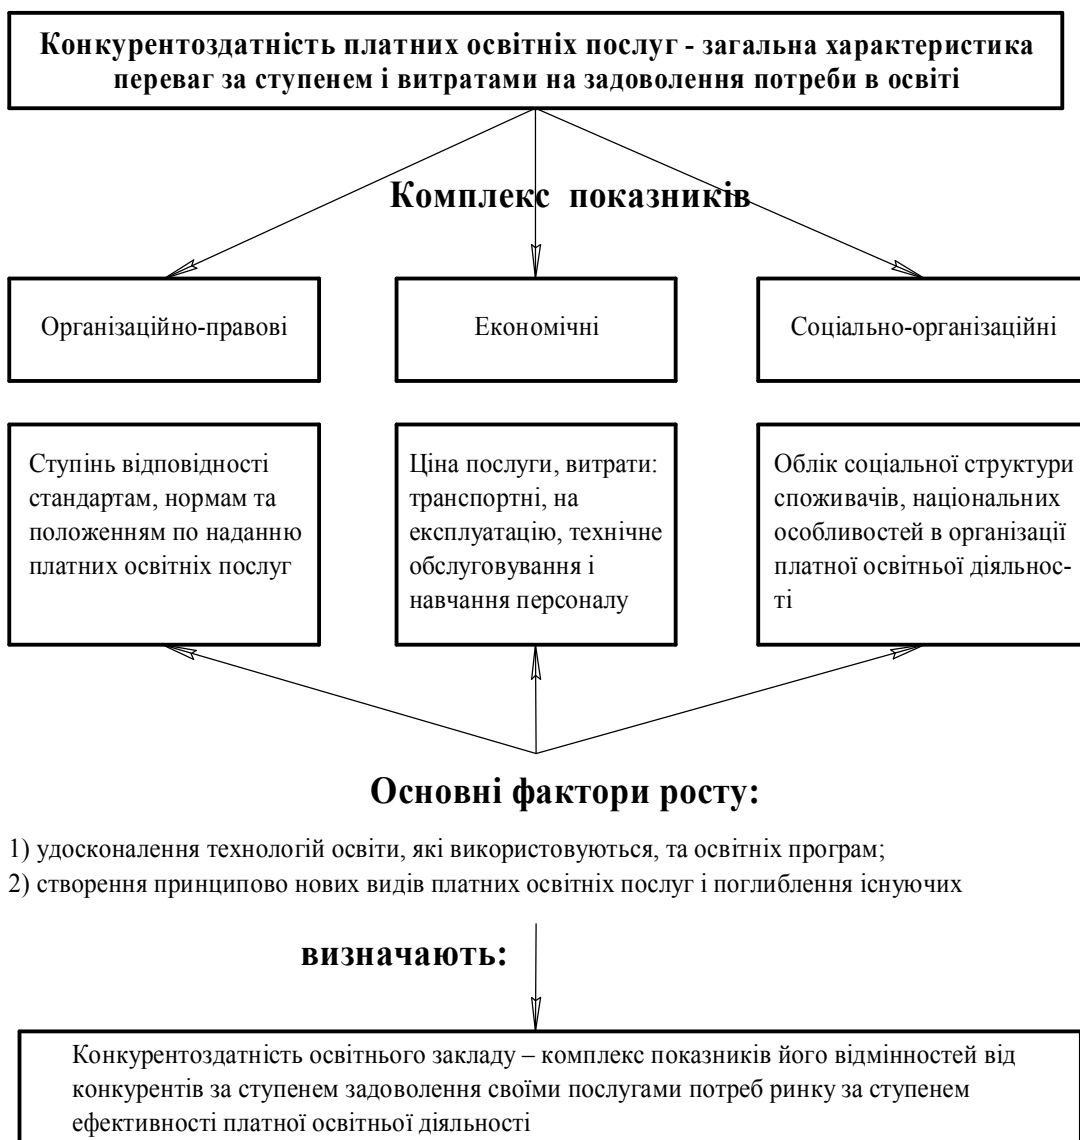 Конкурентоздатність платних освітніх послуг - загальна характеристика
переваг за ступенем і витратами на задоволення потреби в освіті
Комплекс показників
Організаційно-правові
Економічні
Соціально-організаційні
Ступінь відповідності
стандартам, нормам та
положенням по наданню
платних освітніх послуг
Ціна послуги, витрати:
транспортні, на
експлуатацію, технічне
обслуговування і
навчання персоналу
Облік соціальної структури
споживачів, національних
особливостей в організації
платної освітньої діяльнос-
ті
Основні фактори росту:
1) удосконалення технологій освіти, які використовуються, та освітніх програм;
2) створення принципово нових видів платних освітніх послуг і поглиблення існуючих
визначають:
Конкурентоздатність освітнього закладу – комплекс показників його відмінностей від
конкурентів за ступенем задоволення своїми послугами потреб ринку за ступенем
ефективності платної освітньої діяльності